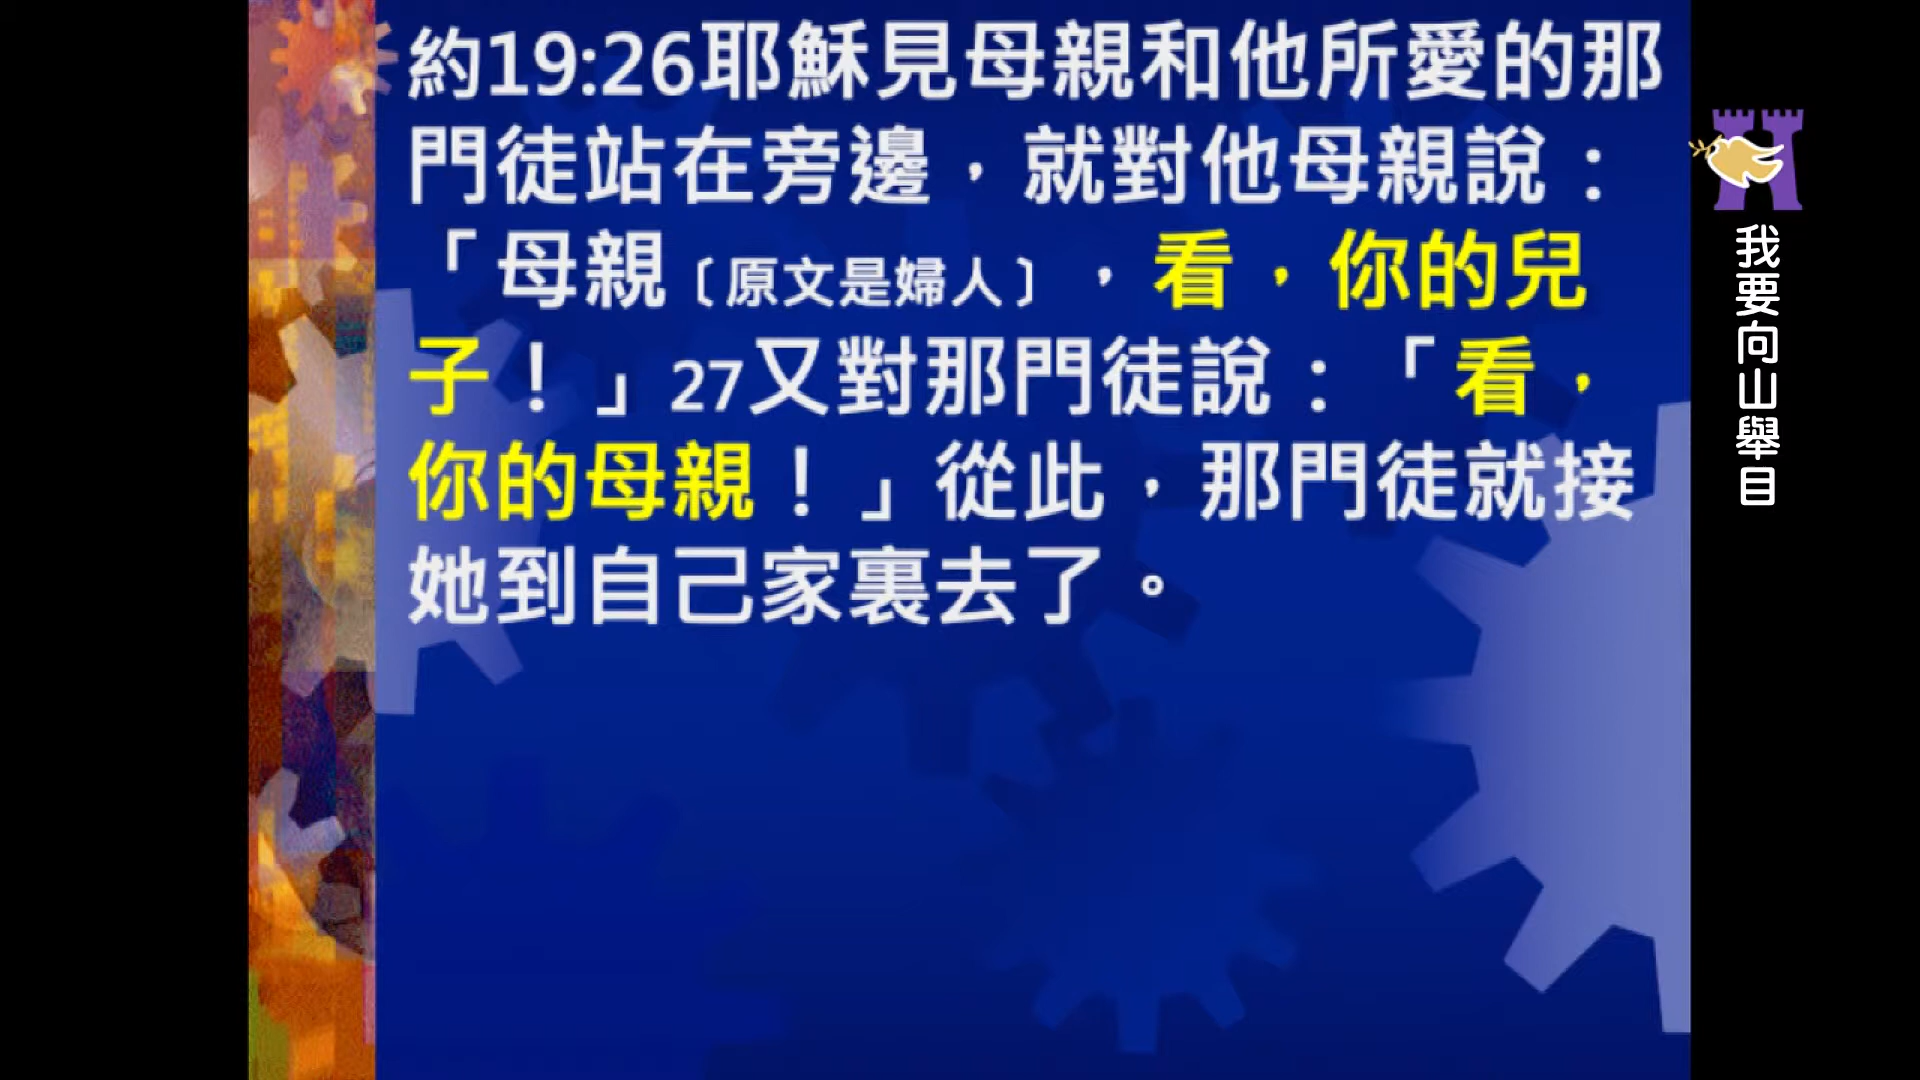 約19:26耶穌見母親和他所愛的那
門徒站在旁邊，就對他母親說：
「母親〔原文是婦人〕，看，你的兒
子！」27又對那門徒說：「看，
你的母親！」從此，那門徒就接
她到自己家裏去了。
我要向山舉目